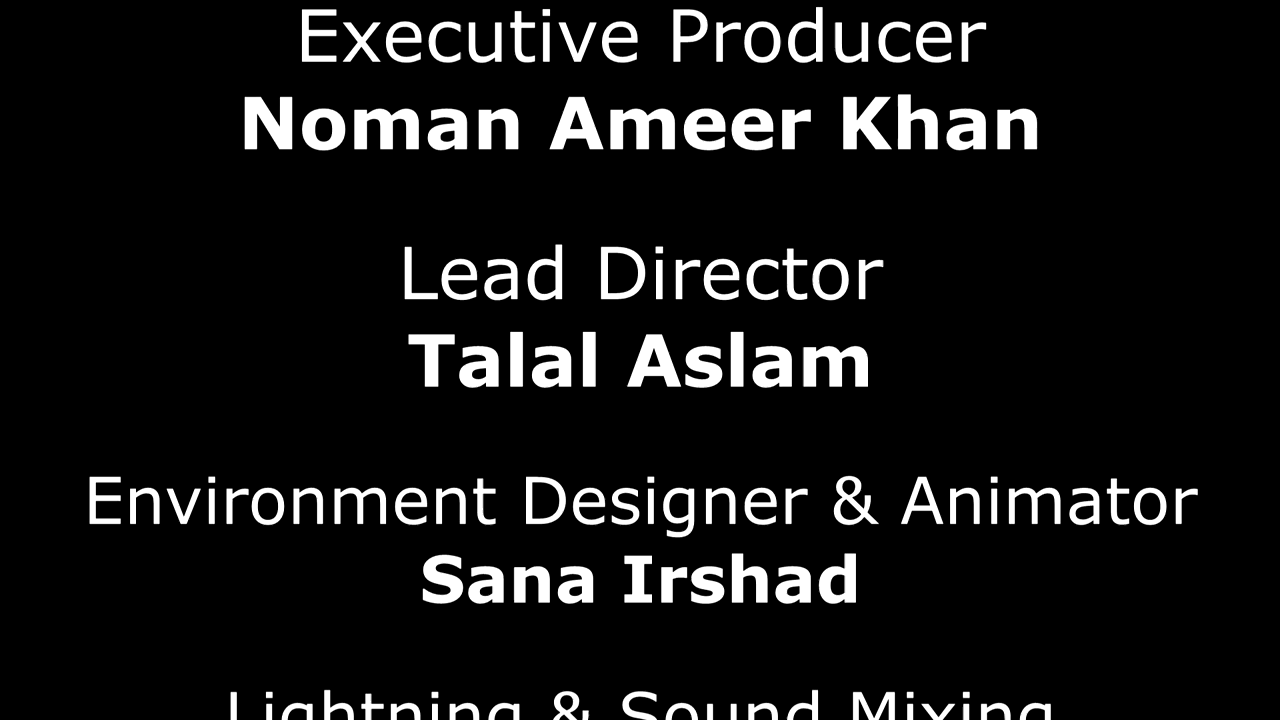 Executive Producer
Noman Ameer Khan
Lead Director
Talal Aslam
Environment Designer & Animator
Sana Irshad
Lightning & Sound Mixing